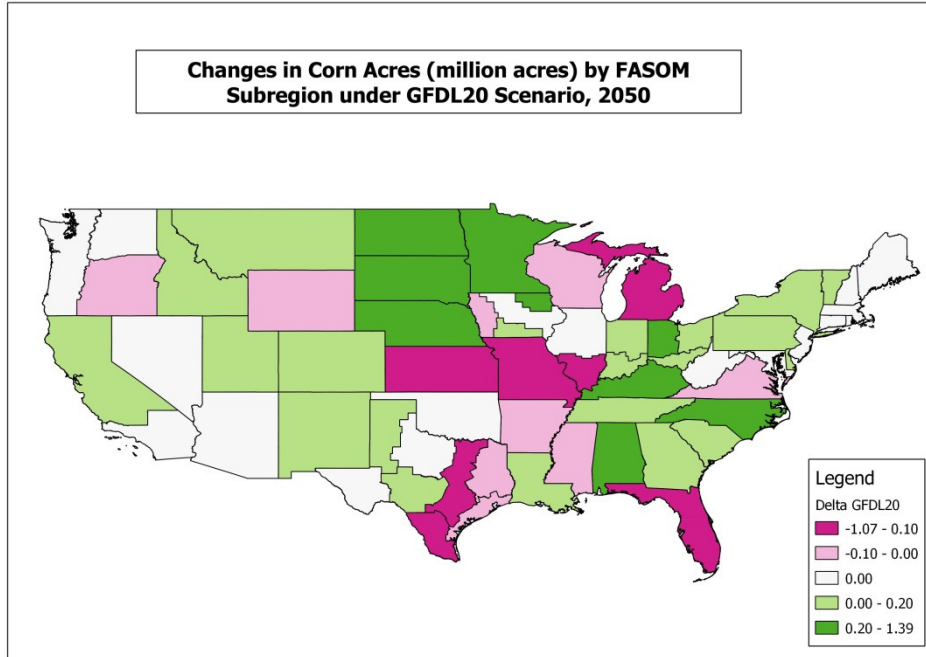 Changes in Corn Acres (million acres) by FASOM
Subregion under GFDL20 Scenario, 2050
Legend
Delta GFDL20
-1.07 - 0.10
-0.10 - 0.00
0.00
0.00 - 0.20
0.20 - 1.39